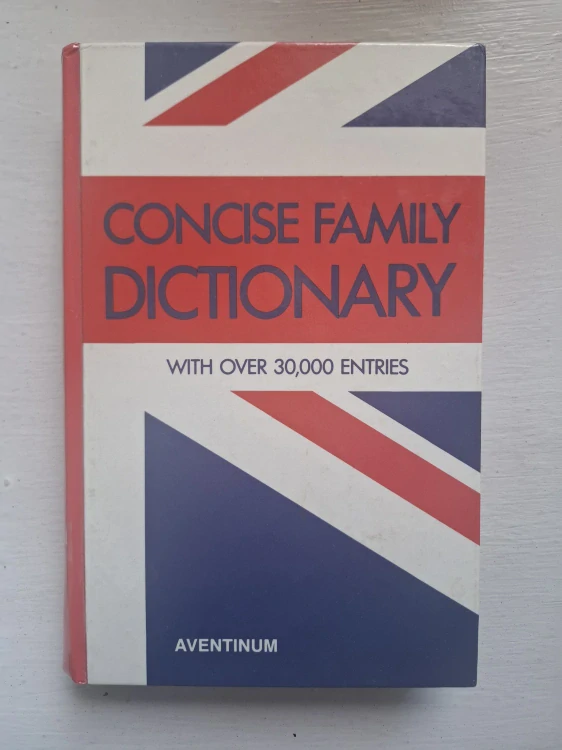 CONCISE FAMILY
DICTIONARY
WITH OVER 30,000 ENTRIES
AVENTINUM